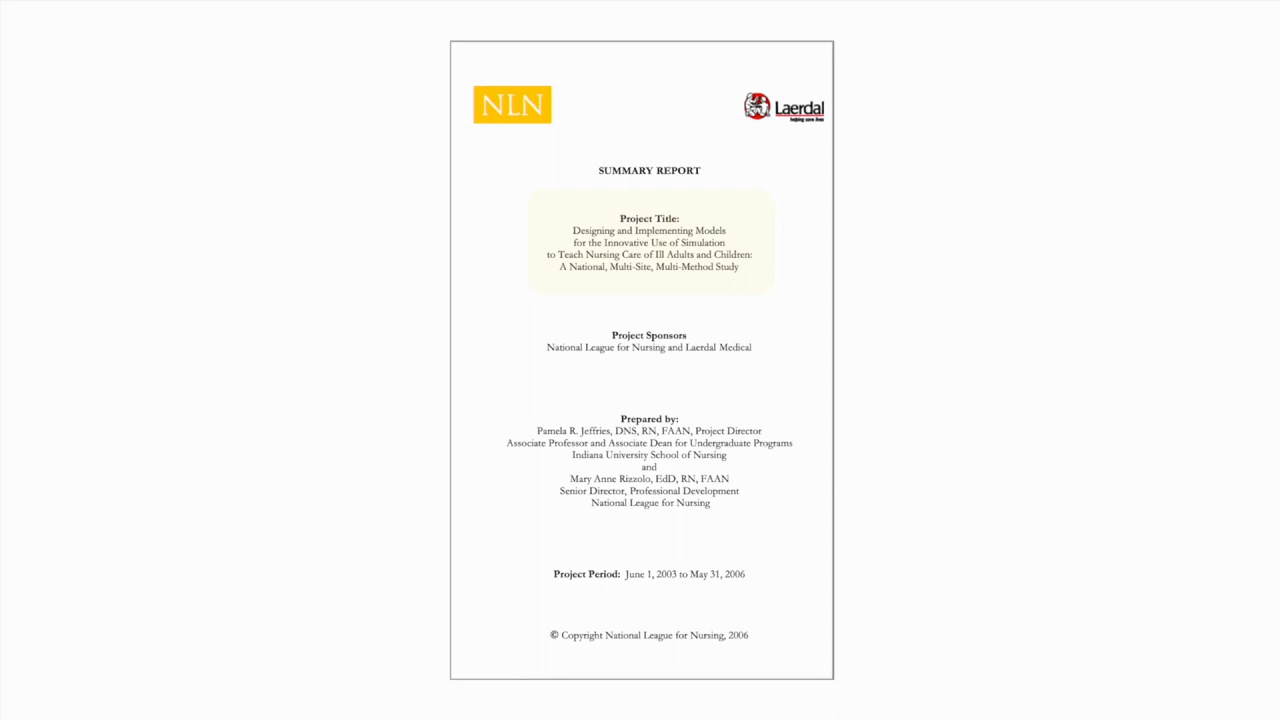 NLN
Laerdal
helping save lives
SUMMARY REPORT
Project Title:
Designing and Implementing Models
for the Innovative Use of Simulation
to Teach Nursing Care of Ill Adults and Children:
A National, Multi-Site, Multi-Method Study
Project Sponsors
National League for Nursing and Laerdal Medical
Prepared by:
Pamela R. Jeffries, DNS, RN, FAAN, Project Director
Associate Professor and Associate Dean for Undergraduate Programs
Indiana University School of Nursing
and
Mary Anne Rizzolo, EdD, RN, FAAN
Senior Director, Professional Development
National League for Nursing
Project Period: June 1, 2003 to May 31, 2006
© Copyright National League for Nursing, 2006